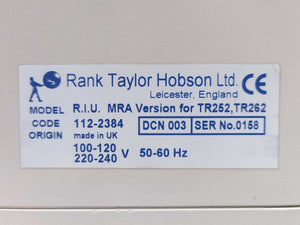 Rank Taylor Hobson Ltd. CE
Leicester, England
MODEL R.I.U. MRA Version for TR252,TR262
CODE 112-2384 DCN 003 SER No.0158
ORIGIN made in UK
100-120
220-240 V 50-60 Hz